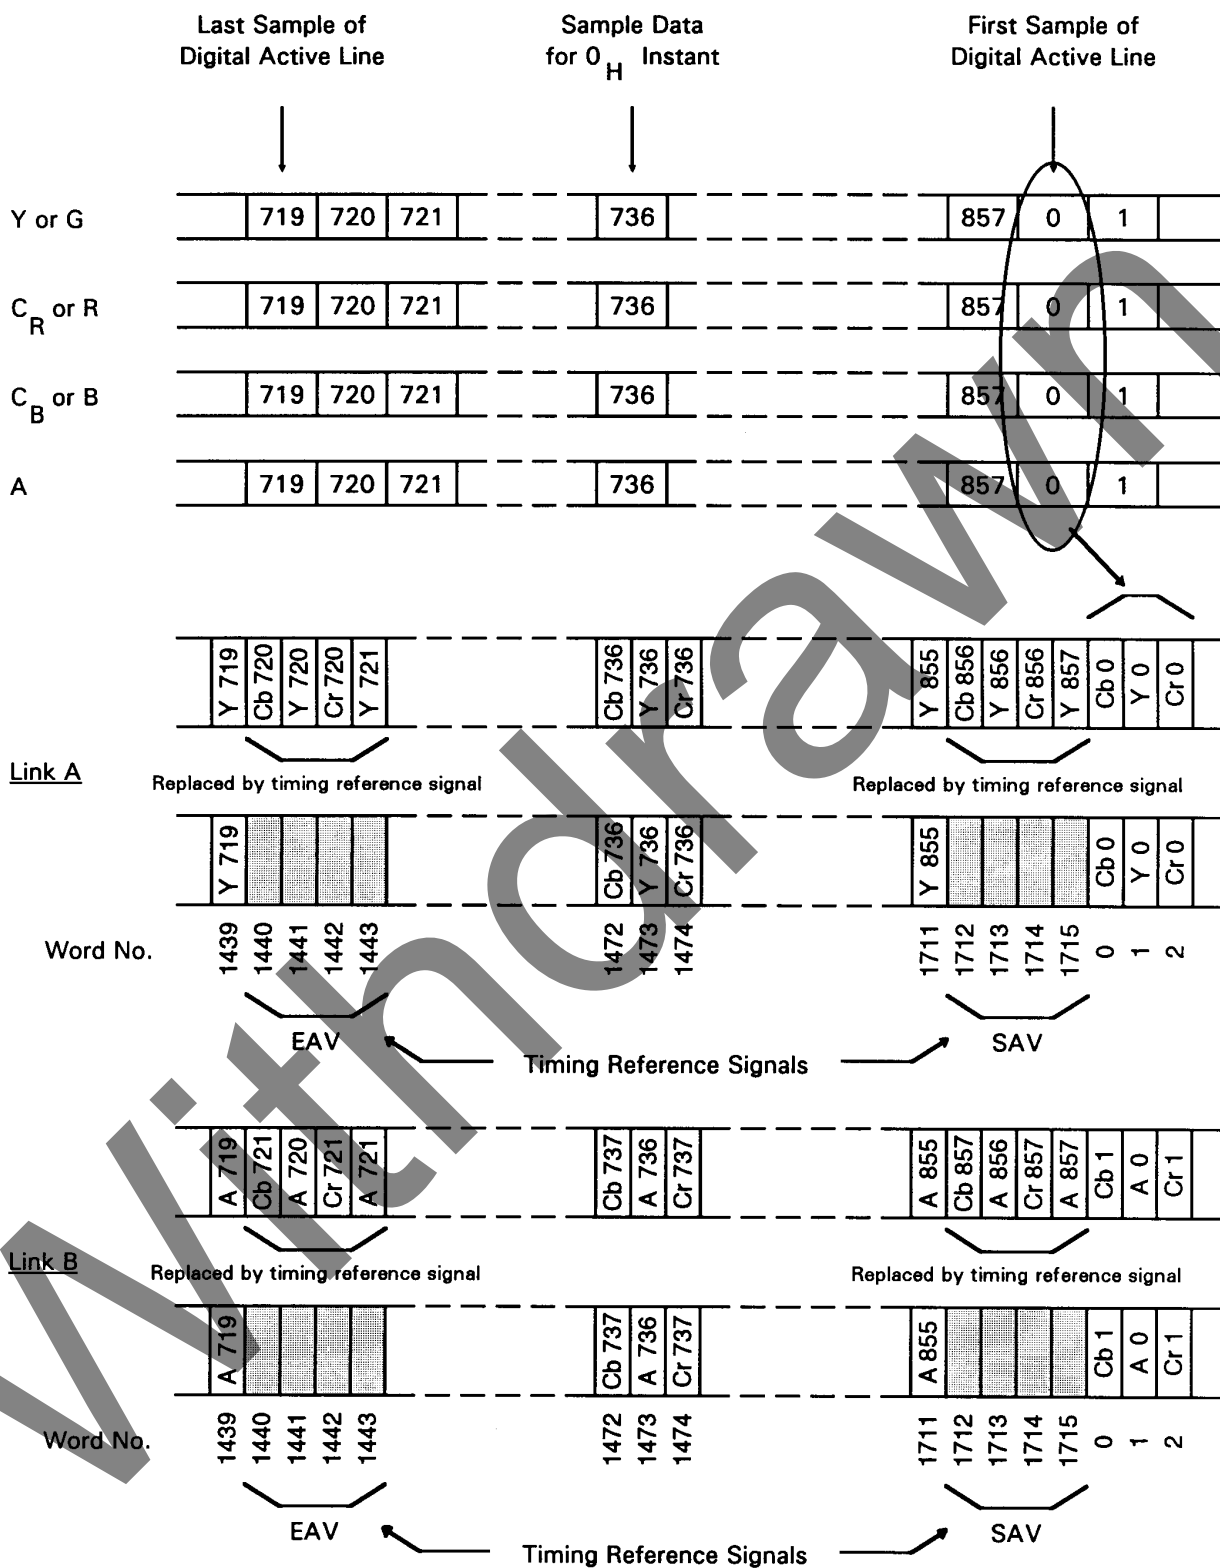 Last Sample of
Digital Active Line
Sample Data
for 0H Instant
First Sample of
Digital Active Line
Y or G
719 720 721 736 857 0 1
CR or R
719 720 721 736 857 0 1
CB or B
719 720 721 736 857 0 1
A
719 720 721 736 857 0 1
Y 719 Cb 720 Y 720 Cr 720 Y 721 Cb 736 Y 736 Cr 736 Y 855 Cb 856 Y 856 Cr 856 Y 857 Cb 0 Y 0 Cr 0
Link A
Replaced by timing reference signal Replaced by timing reference signal
Y 719 Cb 736 Y 736 Cr 736 Y 855 Cb 0 Y 0 Cr 0
Word No. 1439 1440 1441 1442 1443 1472 1473 1474 1711 1712 1713 1714 1715 0 1 2
EAV SAV
Timing Reference Signals
A 719 Cb 721 A 720 Cr 721 A 721 Cb 737 A 736 Cr 737 A 855 Cb 857 A 856 Cr 857 A 857 Cb 1 A 0 Cr 1
Link B
Replaced by timing reference signal Replaced by timing reference signal
A 719 Cb 737 A 736 Cr 737 A 855 Cb 1 A 0 Cr 1
Word No. 1439 1440 1441 1442 1443 1472 1473 1474 1711 1712 1713 1714 1715 0 1 2
EAV SAV
Timing Reference Signals
Withdrawn